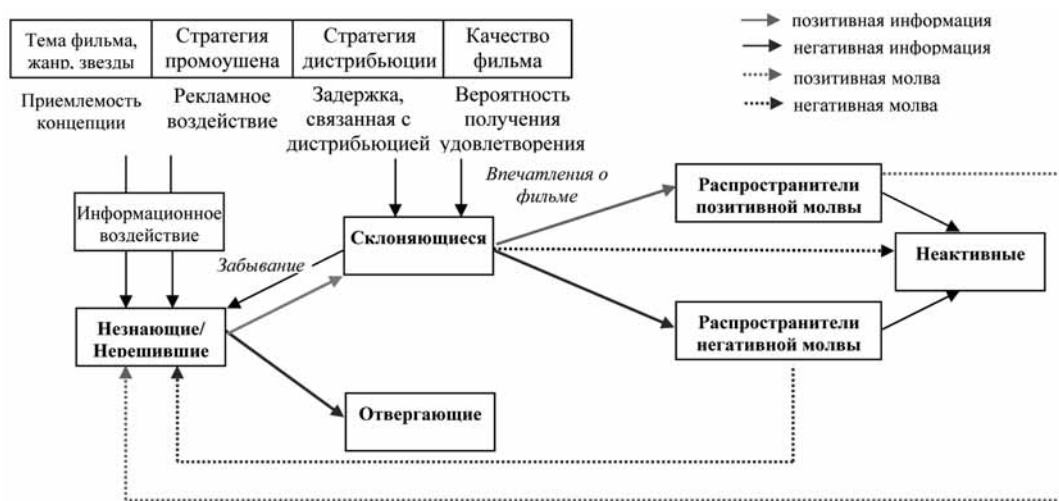 Тема фильма,
жанр, звезды
Стратегия
промоушена
Стратегия
дистрибьюции
Качество
фильма
позитивная информация
негативная информация
позитивная молва
негативная молва
Приемлемость
концепции
Рекламное
воздействие
Задержка,
связанная с
дистрибьюцией
Вероятность
получения
удовлетворения
Информационное
воздействие
Забывание
Склоняющиеся
Впечатления о
фильме
Распространители
позитивной молвы
Неактивные
Незнающие/
Нерешившие
Распространители
негативной молвы
Отвергающие